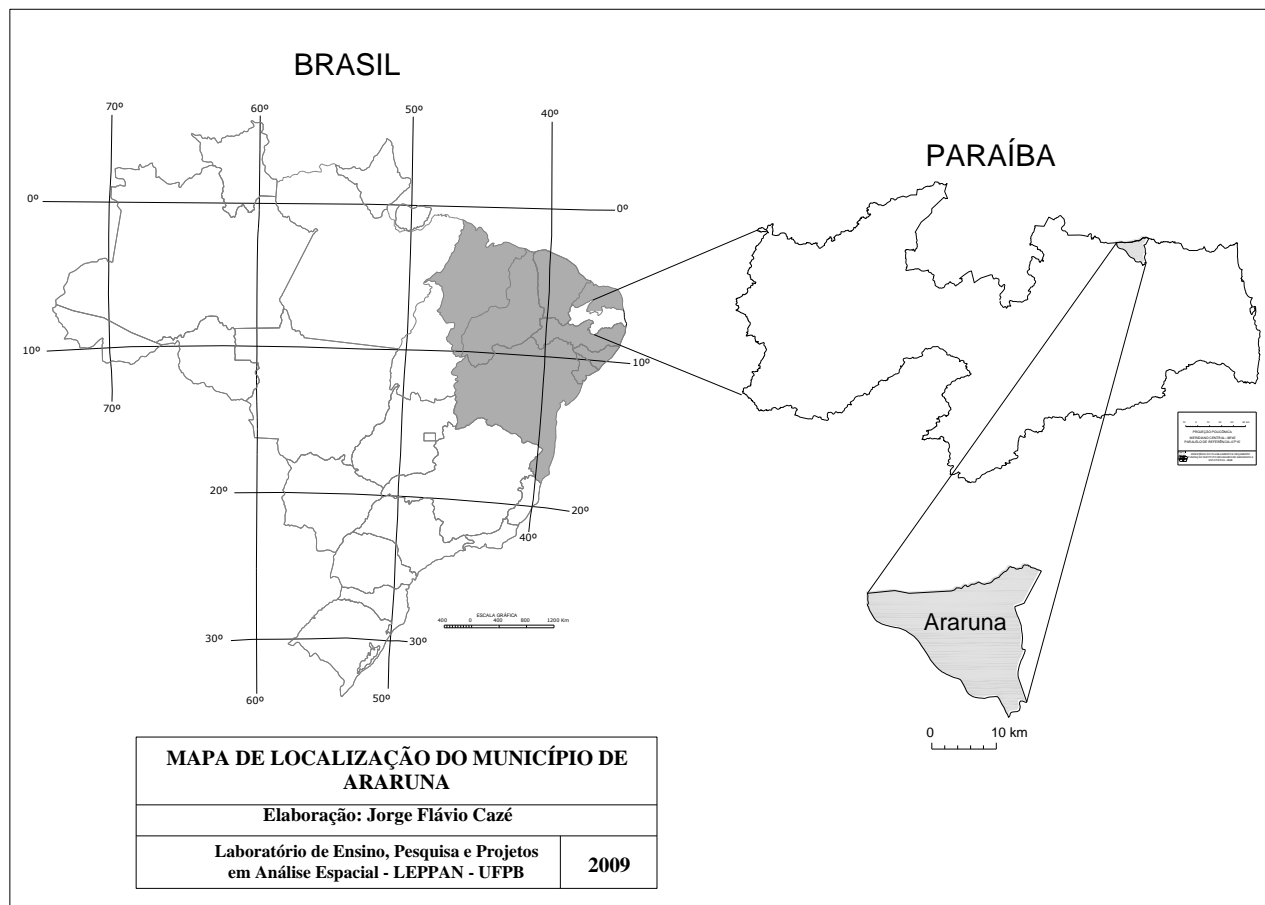 BRASIL
70º
60º
50º
40º
PARAÍBA
0º
0º
10º
10º
70º
20º
20º
40º
ESCALA GRÁFICA
400 0 400 800 1200 Km
30º
30º
60º
50º
PROJEÇÃO POLICÔNICA
Araruna
0 10 km
MAPA DE LOCALIZAÇÃO DO MUNICÍPIO DE
ARARUNA
Elaboração: Jorge Flávio Cazé
Laboratório de Ensino, Pesquisa e Projetos
em Análise Espacial - LEPPAN - UFPB
2009